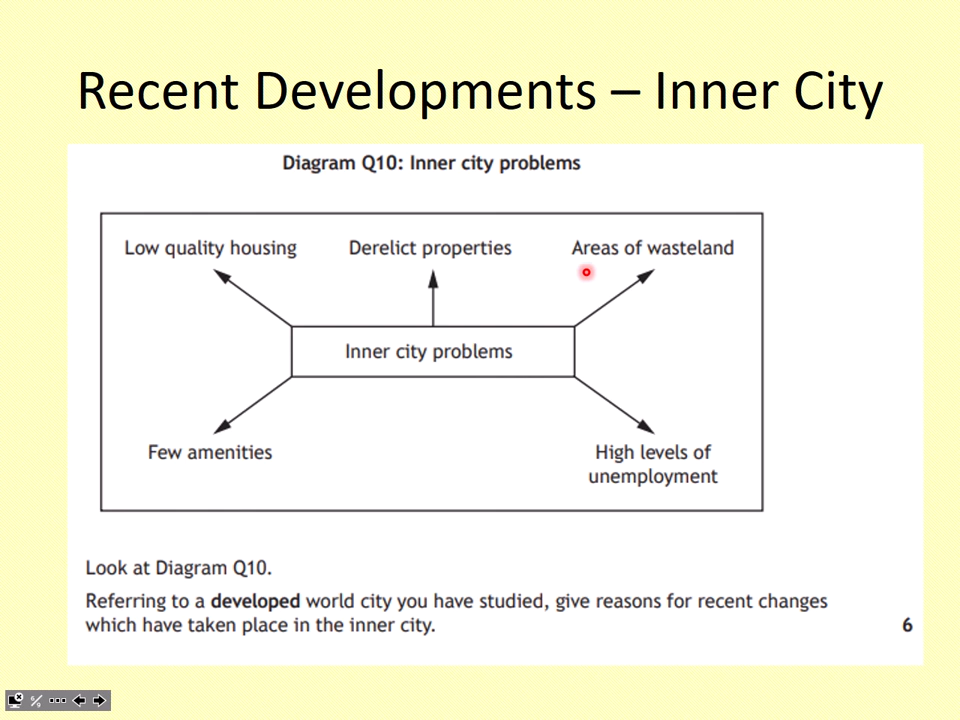 Recent Developments – Inner City
Diagram Q10: Inner city problems
Low quality housing
Derelict properties
Areas of wasteland
Inner city problems
Few amenities
High levels of
unemployment
Look at Diagram Q10.
Referring to a developed world city you have studied, give reasons for recent changes
which have taken place in the inner city.
6